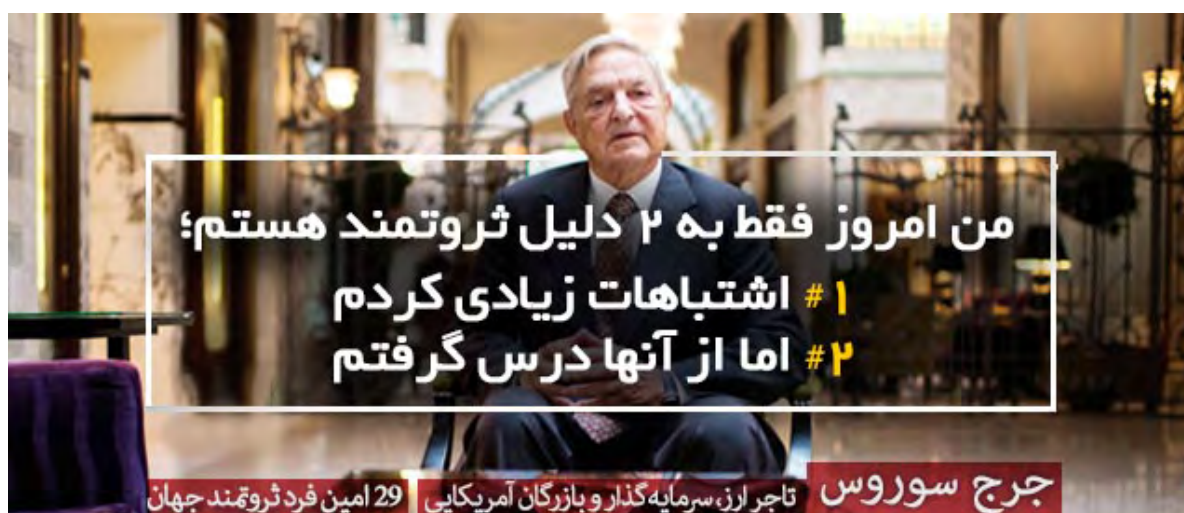 من امروز فقط به ۲ دلیل ثروتمند هستم؛
#۱ اشتباهات زیادی کردم
#۲ اما از آنها درس گرفتم
جرج سوروس تاجر ارز، سرمایه‌گذار و بازرگان آمریکایی | 29 امین فرد ثروتمند جهان